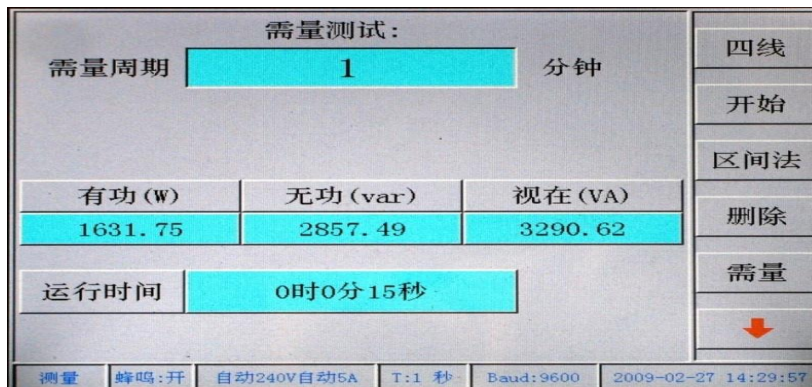 需量测试:
需量周期 1 分钟
四线
开始
区间法
有功(W) 无功(var) 视在(VA)
1631.75 2857.49 3290.62
删除
需量
运行时间 0时0分15秒
测量 蜂鸣:开 自动240V自动5A T:1 秒 Baud:9600 2009-02-27 14:29:57